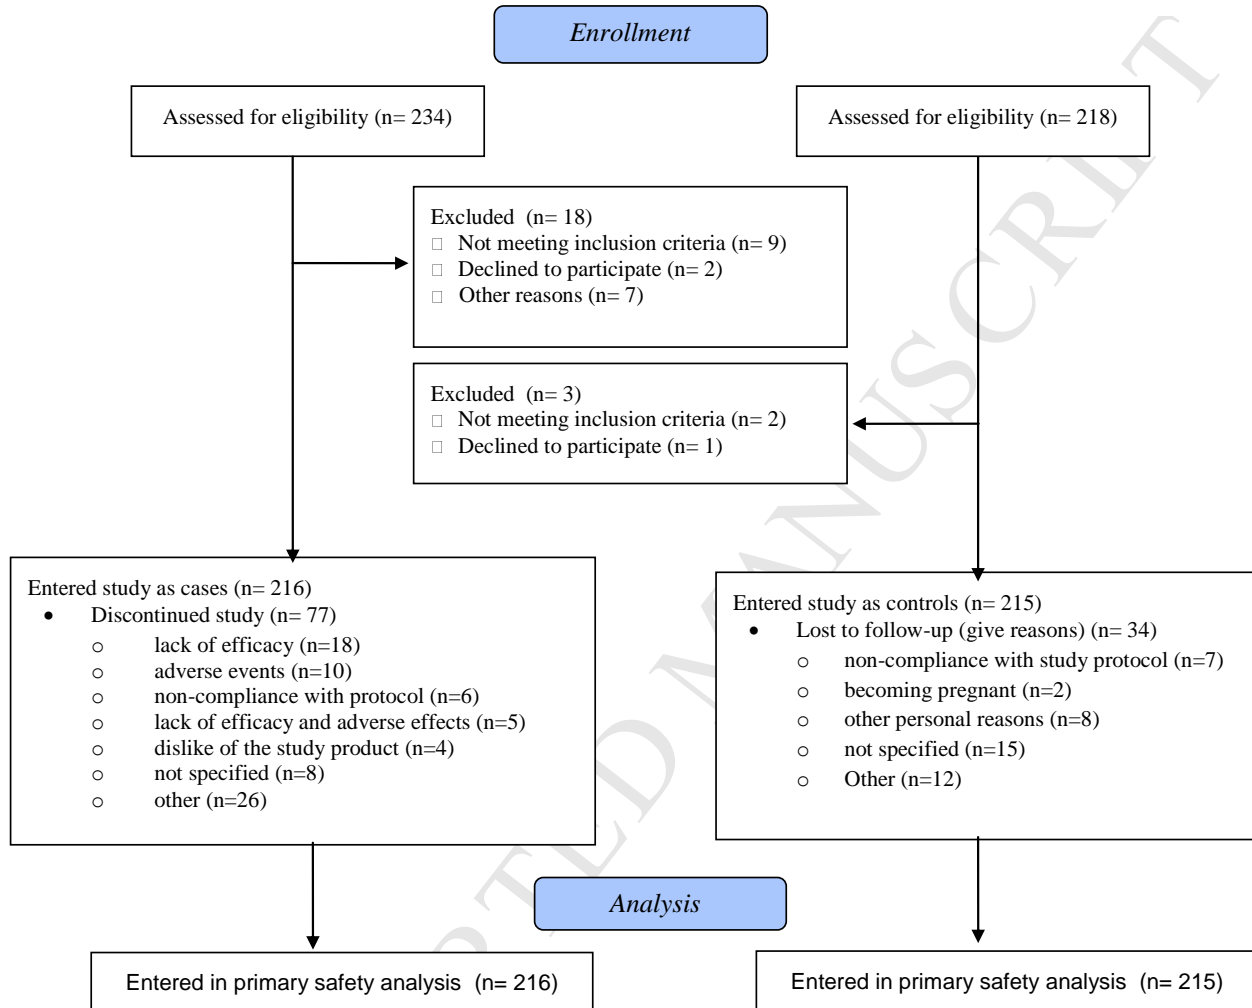 Enrollment
Assessed for eligibility (n= 234)
Assessed for eligibility (n= 218)
Excluded (n= 18)
□ Not meeting inclusion criteria (n= 9)
□ Declined to participate (n= 2)
□ Other reasons (n= 7)
Excluded (n= 3)
□ Not meeting inclusion criteria (n= 2)
□ Declined to participate (n= 1)
Entered study as cases (n= 216)
• Discontinued study (n= 77)
o lack of efficacy (n=18)
o adverse events (n=10)
o non-compliance with protocol (n=6)
o lack of efficacy and adverse effects (n=5)
o dislike of the study product (n=4)
o not specified (n=8)
o other (n=26)
Entered study as controls (n= 215)
• Lost to follow-up (give reasons) (n= 34)
o non-compliance with study protocol (n=7)
o becoming pregnant (n=2)
o other personal reasons (n=8)
o not specified (n=15)
o Other (n=12)
Analysis
Entered in primary safety analysis (n= 216)
Entered in primary safety analysis (n= 215)
PTED MANUSCRIPT